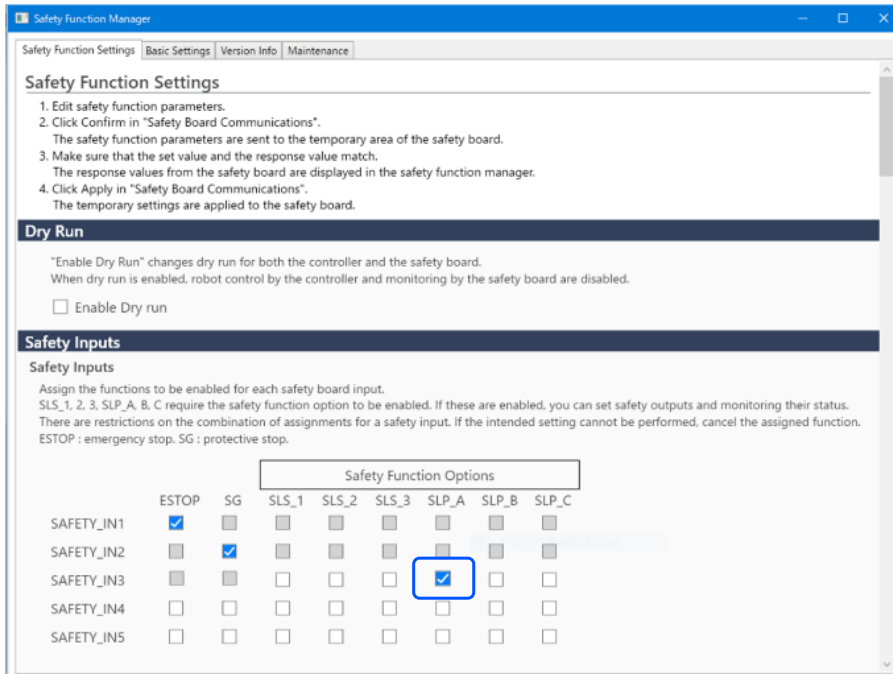 Safety Function Manager
Safety Function Settings Basic Settings Version Info Maintenance
Safety Function Settings
1. Edit safety function parameters.
2. Click Confirm in "Safety Board Communications".
The safety function parameters are sent to the temporary area of the safety board.
3. Make sure that the set value and the response value match.
The response values from the safety board are displayed in the safety function manager.
4. Click Apply in "Safety Board Communications".
The temporary settings are applied to the safety board.
Dry Run
"Enable Dry Run" changes dry run for both the controller and the safety board.
When dry run is enabled, robot control by the controller and monitoring by the safety board are disabled.
Enable Dry run
Safety Inputs
Safety Inputs
Assign the functions to be enabled for each safety board input.
SLS_1, 2, 3, SLP_A, B, C require the safety function option to be enabled. If these are enabled, you can set safety outputs and monitoring their status.
There are restrictions on the combination of assignments for a safety input. If the intended setting cannot be performed, cancel the assigned function.
ESTOP : emergency stop. SG : protective stop.
Safety Function Options
ESTOP SG SLS_1 SLS_2 SLS_3 SLP_A SLP_B SLP_C
SAFETY_IN1
SAFETY_IN2
SAFETY_IN3
SAFETY_IN4
SAFETY_IN5